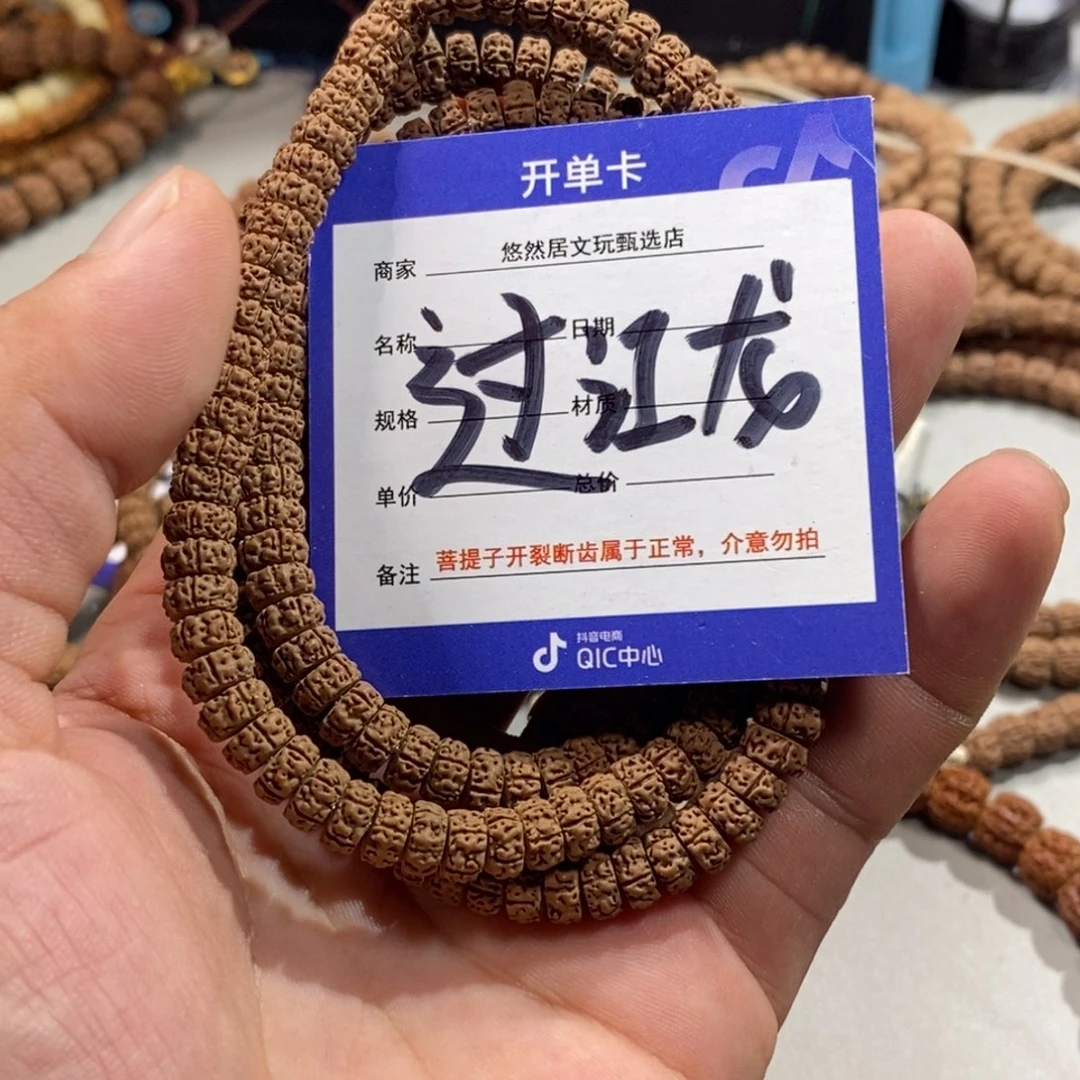 开单卡
商家 悠然居文玩甄选店
名称 日期
过江龙
规格 材质
单价 总价
备注 菩提子开裂断齿属于正常，介意勿拍
抖音电商
QIC中心